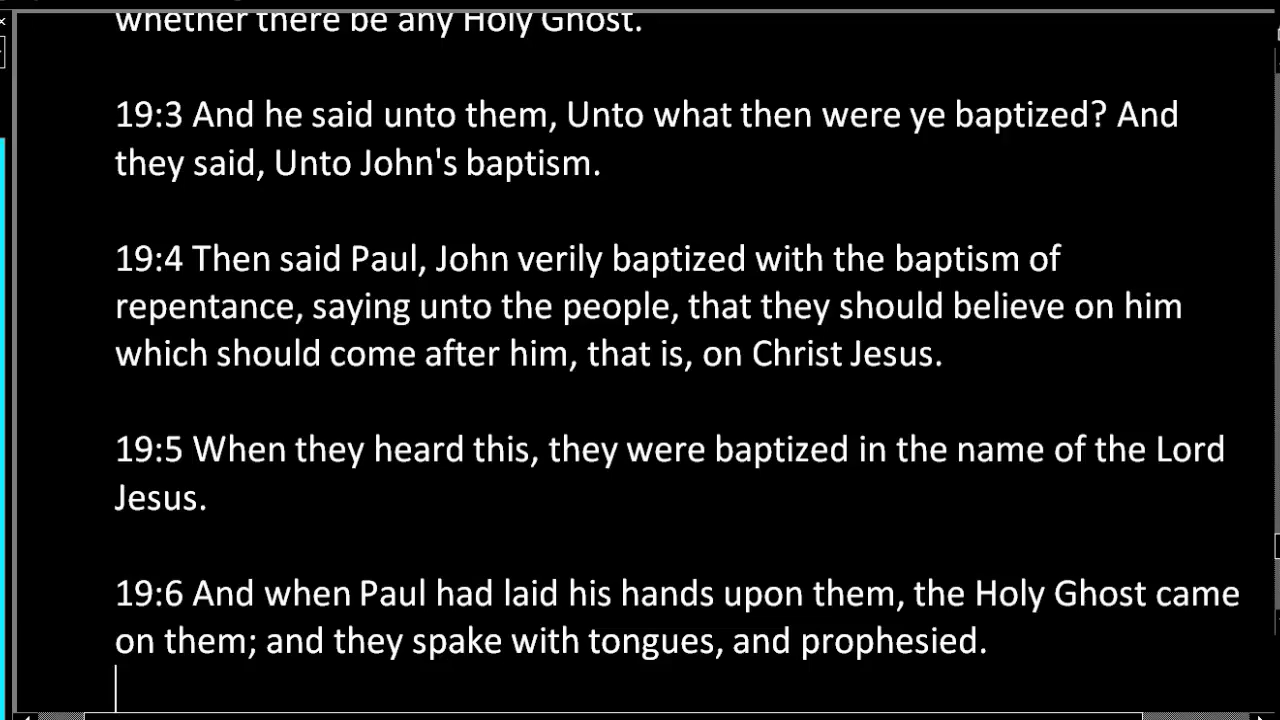 whether there be any Holy Ghost.
19:3 And he said unto them, Unto what then were ye baptized? And
they said, Unto John's baptism.
19:4 Then said Paul, John verily baptized with the baptism of
repentance, saying unto the people, that they should believe on him
which should come after him, that is, on Christ Jesus.
19:5 When they heard this, they were baptized in the name of the Lord
Jesus.
19:6 And when Paul had laid his hands upon them, the Holy Ghost came
on them; and they spake with tongues, and prophesied.